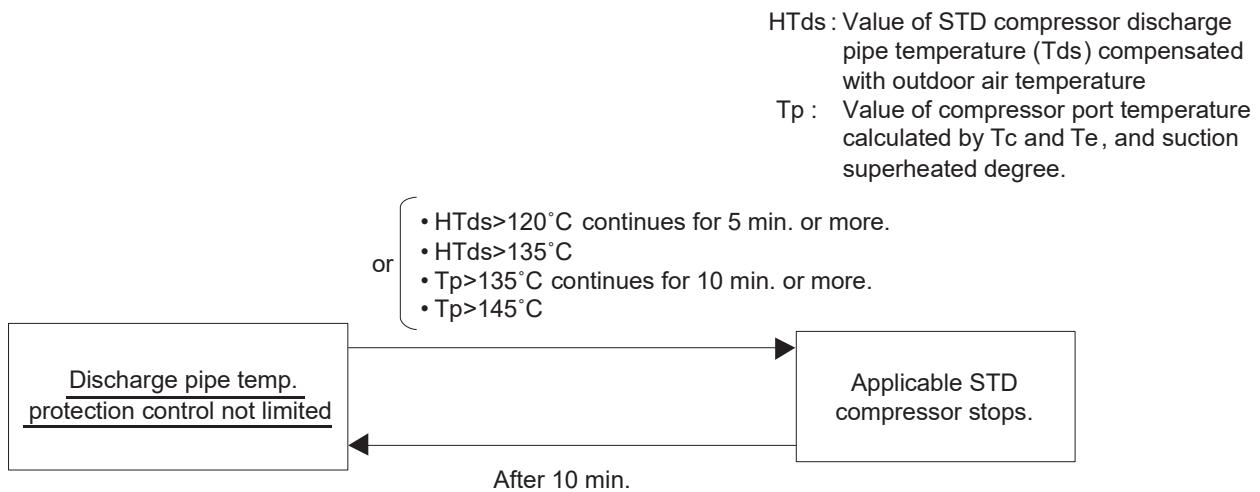 HTds : Value of STD compressor discharge
pipe temperature (Tds) compensated
with outdoor air temperature
Tp : Value of compressor port temperature
calculated by Tc and Te, and suction
superheated degree.
or
• HTds>120˚C continues for 5 min. or more.
• HTds>135˚C
• Tp>135˚C continues for 10 min. or more.
• Tp>145˚C
Discharge pipe temp.
protection control not limited
Applicable STD
compressor stops.
After 10 min.